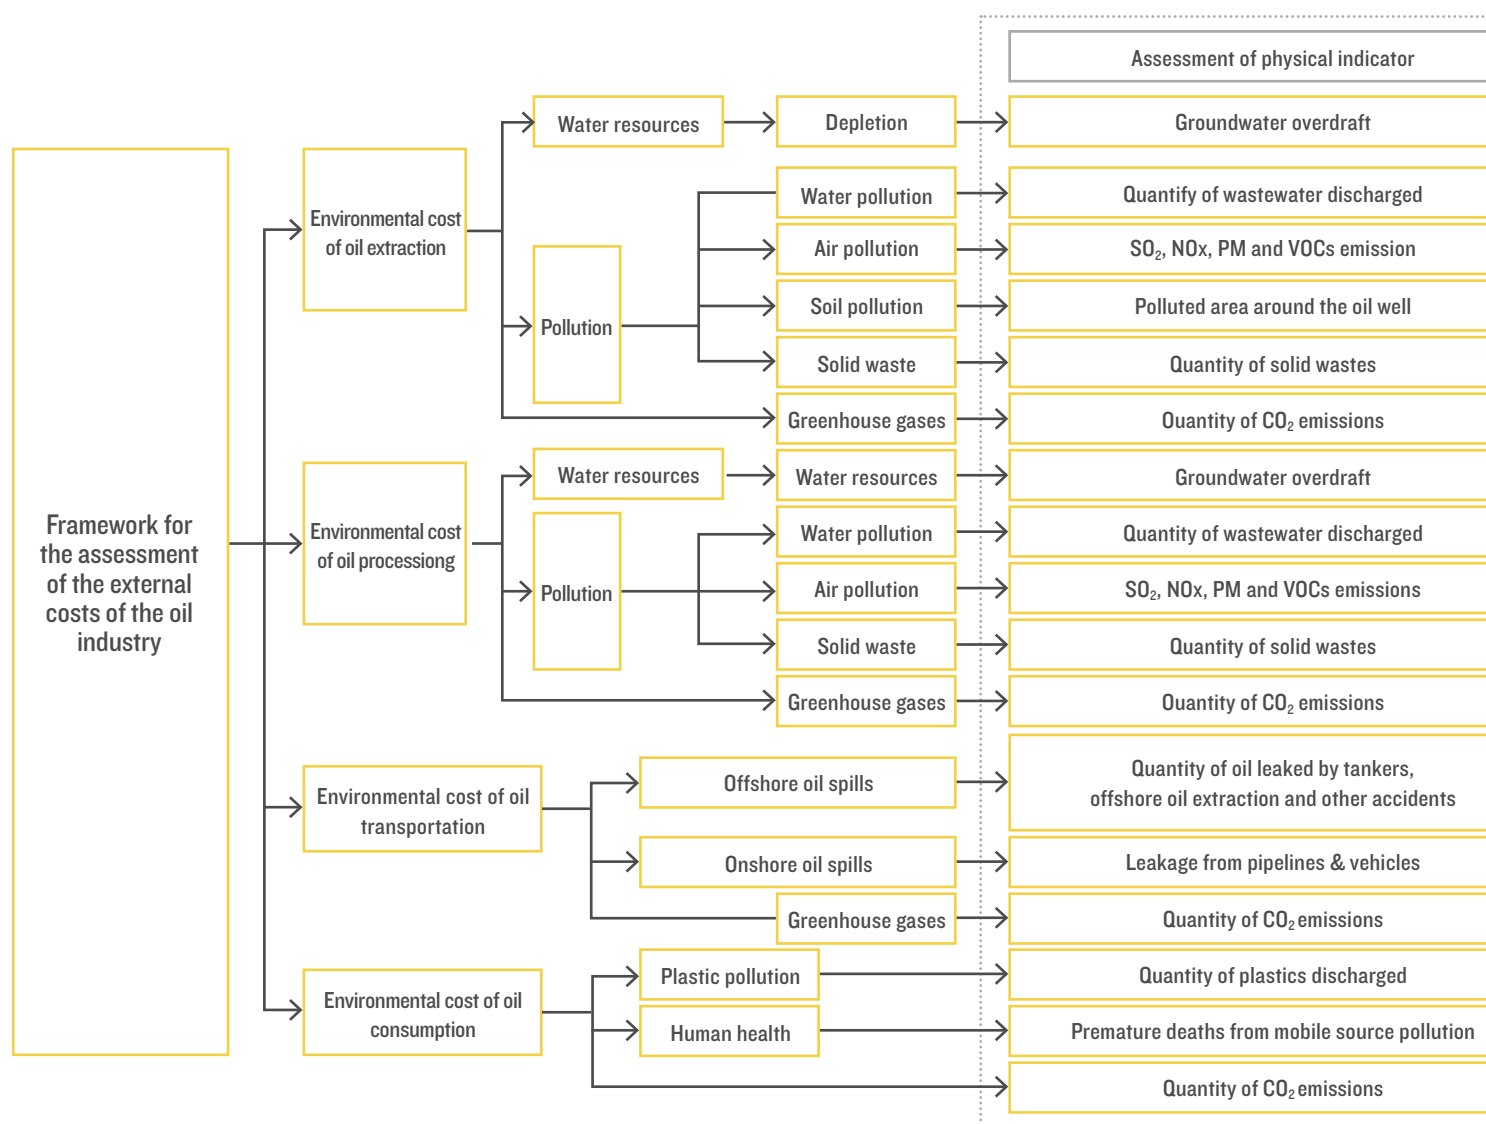 Assessment of physical indicator
Framework for
the assessment
of the external
costs of the oil
industry
Environmental cost
of oil extraction
Water resources
Depletion
Groundwater overdraft
Pollution
Water pollution
Quantify of wastewater discharged
Air pollution
SO₂, NOx, PM and VOCs emission
Soil pollution
Polluted area around the oil well
Solid waste
Quantity of solid wastes
Greenhouse gases
Ouantity of CO₂ emissions
Environmental cost
of oil processiong
Water resources
Water resources
Groundwater overdraft
Pollution
Water pollution
Quantity of wastewater discharged
Air pollution
SO₂, NOx, PM and VOCs emissions
Solid waste
Quantity of solid wastes
Greenhouse gases
Ouantity of CO₂ emissions
Environmental cost of oil
transportation
Offshore oil spills
Quantity of oil leaked by tankers,
offshore oil extraction and other accidents
Onshore oil spills
Leakage from pipelines & vehicles
Greenhouse gases
Quantity of CO₂ emissions
Environmental cost of oil
consumption
Plastic pollution
Quantity of plastics discharged
Human health
Premature deaths from mobile source pollution
Quantity of CO₂ emissions